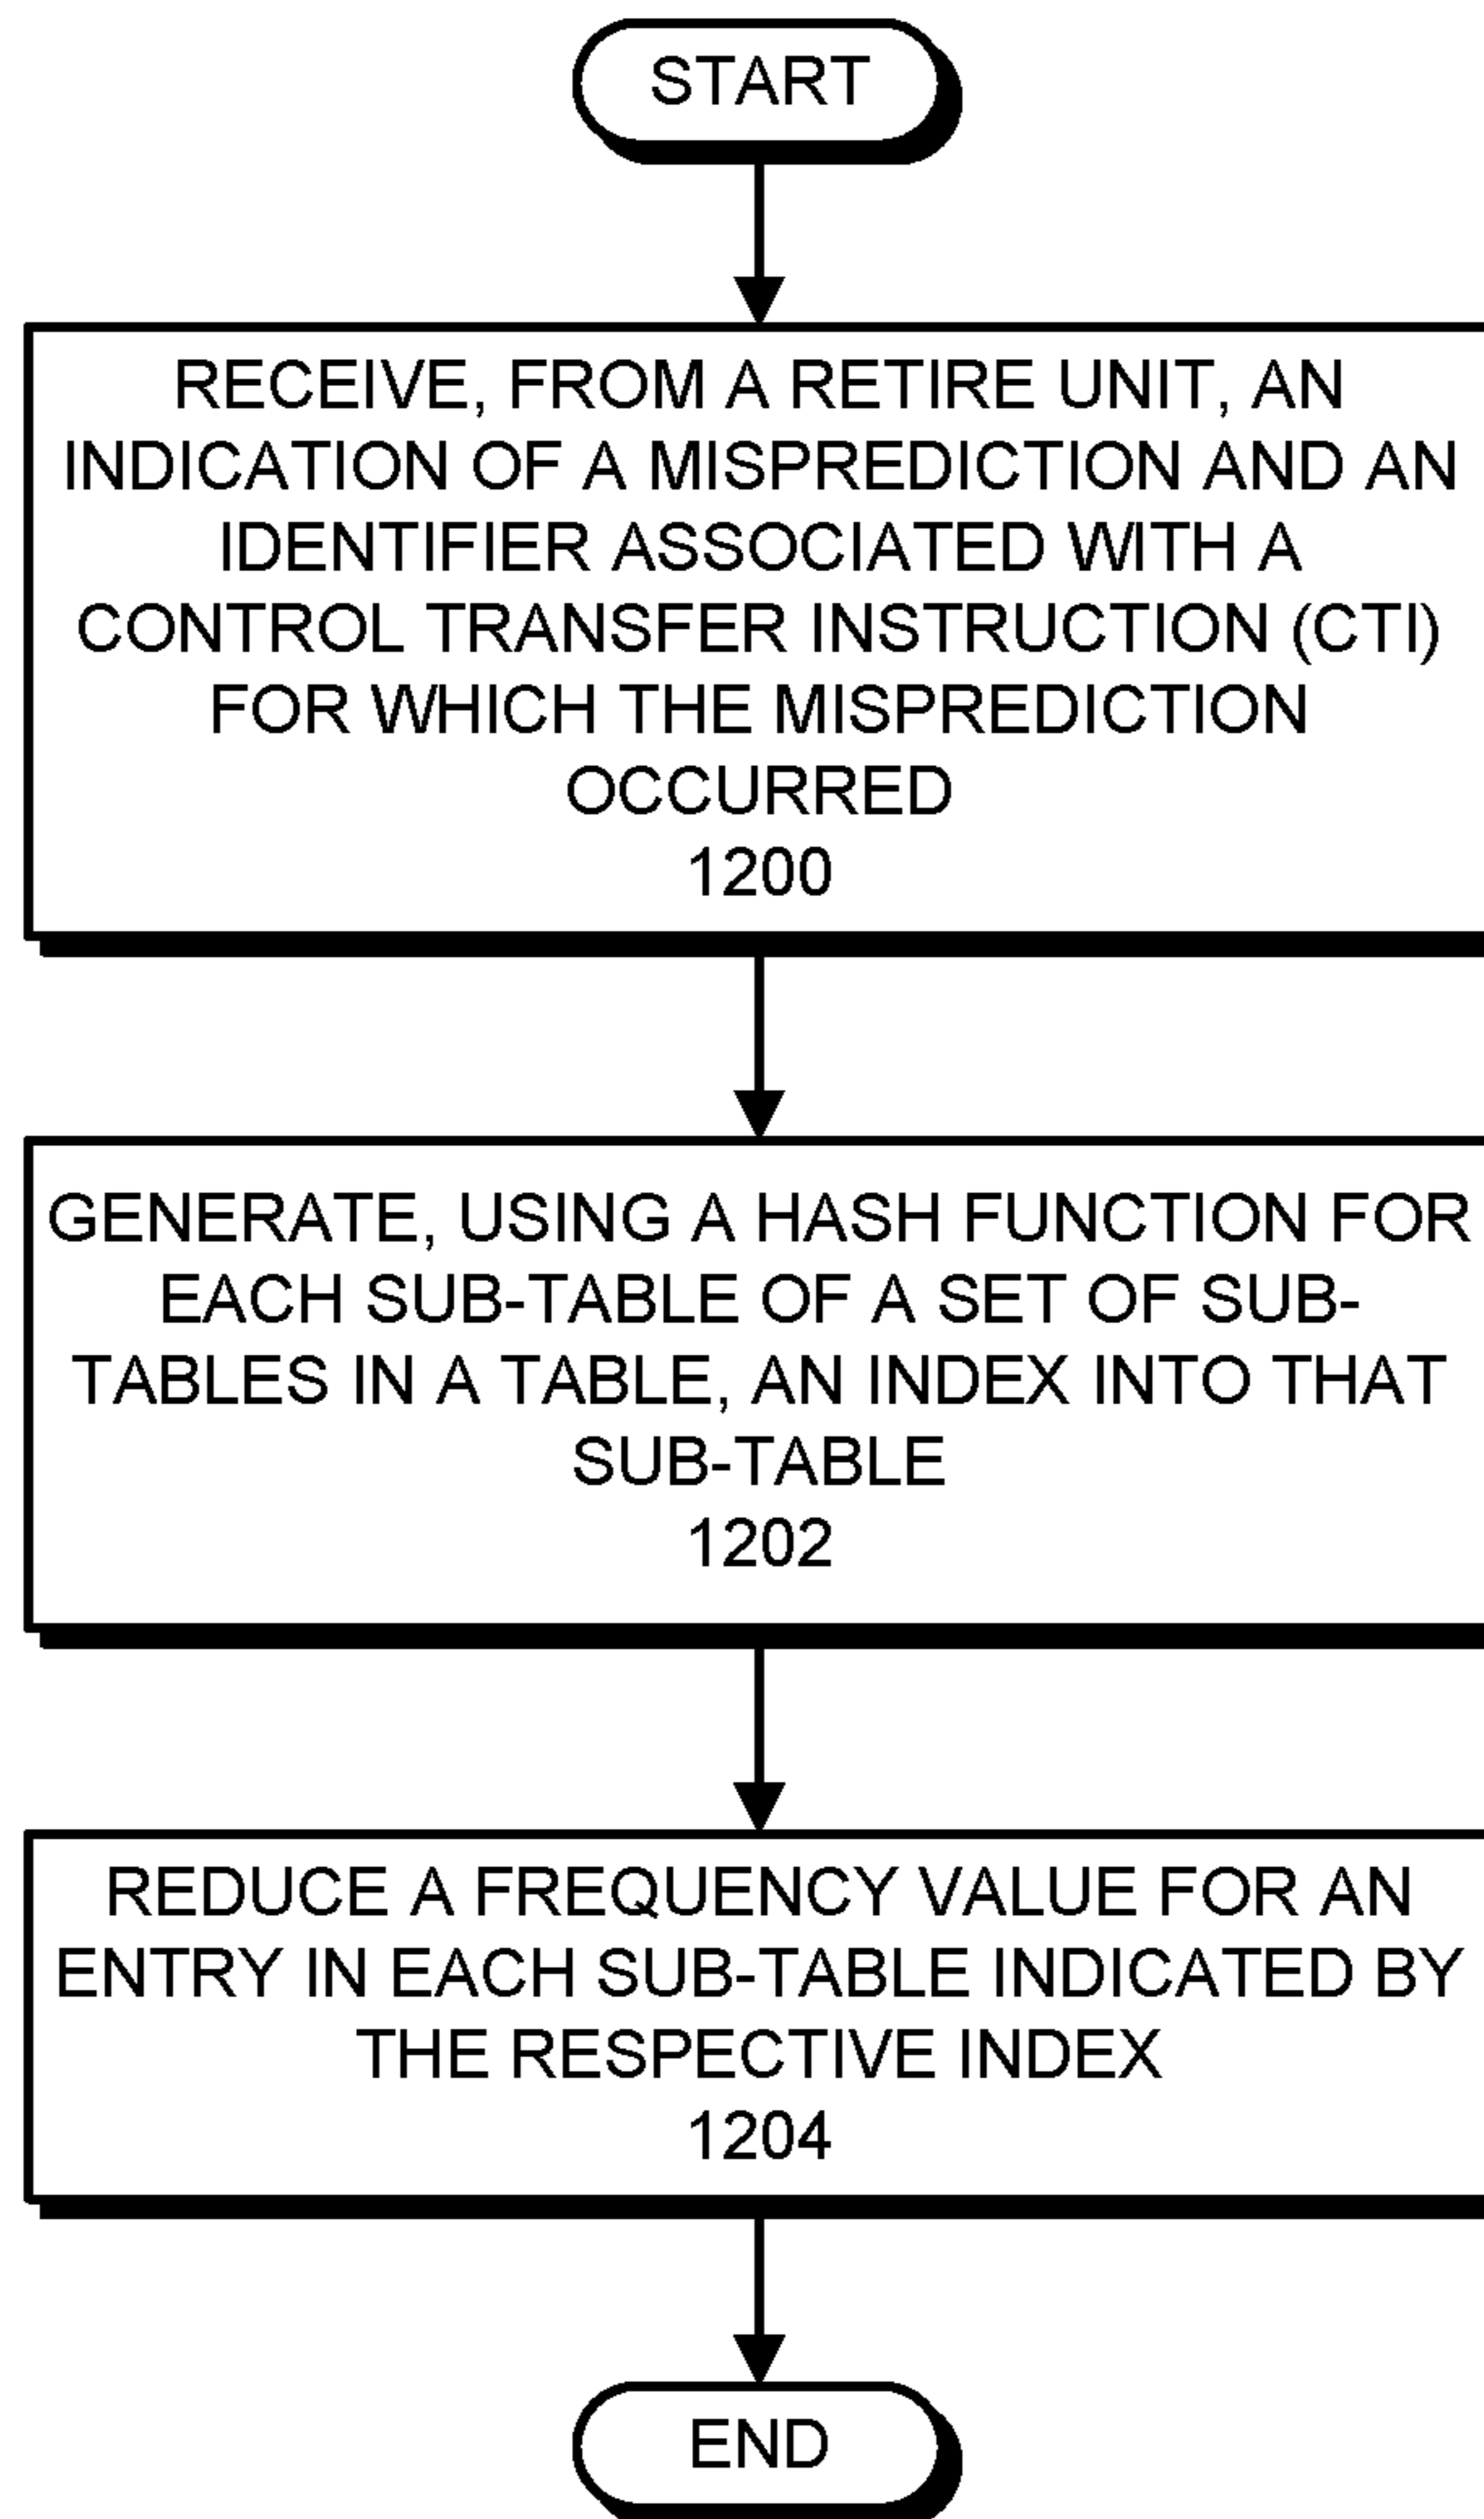 START
RECEIVE, FROM A RETIRE UNIT, AN
INDICATION OF A MISPREDICTION AND AN
IDENTIFIER ASSOCIATED WITH A
CONTROL TRANSFER INSTRUCTION (CTI)
FOR WHICH THE MISPREDICTION
OCCURRED
1200
GENERATE, USING A HASH FUNCTION FOR
EACH SUB-TABLE OF A SET OF SUB-
TABLES IN A TABLE, AN INDEX INTO THAT
SUB-TABLE
1202
REDUCE A FREQUENCY VALUE FOR AN
ENTRY IN EACH SUB-TABLE INDICATED BY
THE RESPECTIVE INDEX
1204
END